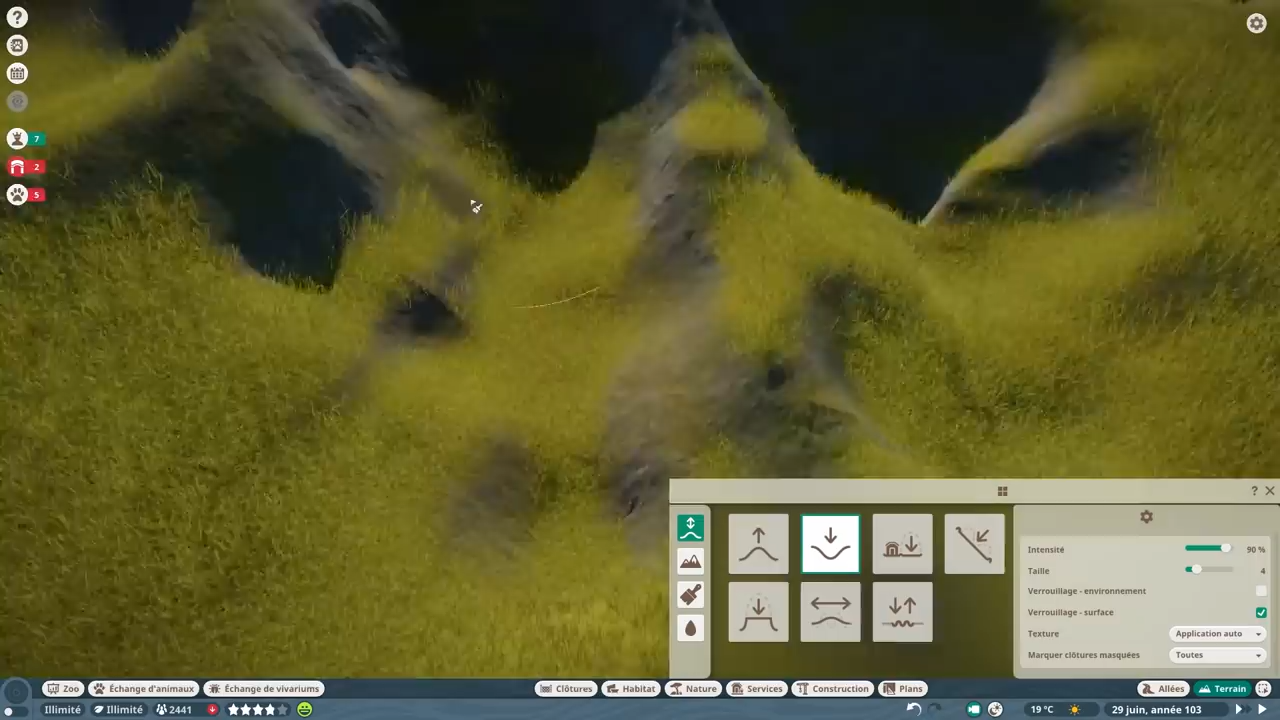 ?
7
2
5
?
Intensité 90 %
Taille 4
Verrouillage - environnement
Verrouillage - surface
Texture Application auto
Marquer clôtures masquées Toutes
Zoo Échange d'animaux Échange de vivariums Clôtures Habitat Nature Services Construction Plans Allées Terrain
Illimité Illimité 2441 19 °C 29 juin, année 103